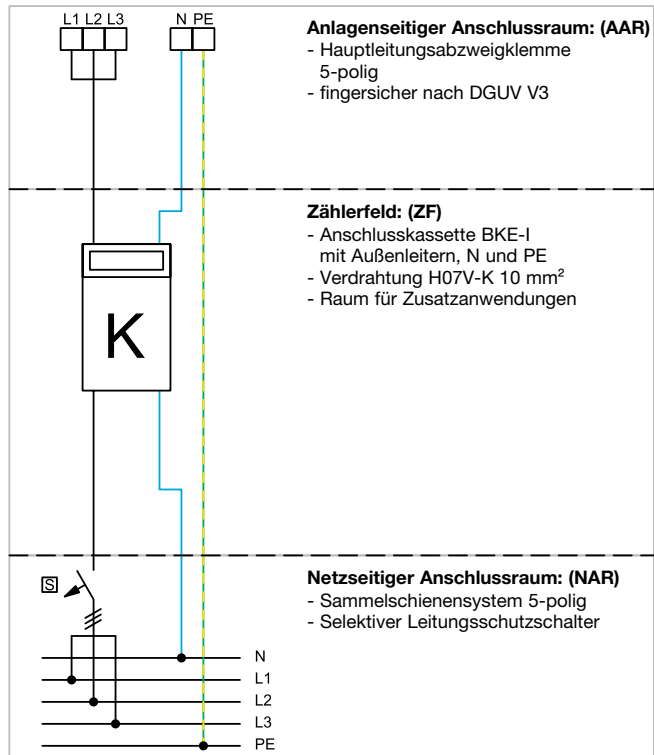 L1 L2 L3 N PE
Anlagenseitiger Anschlussraum: (AAR)
- Hauptleitungsabzweigklemme
5-polig
- fingersicher nach DGUV V3
Zählerfeld: (ZF)
- Anschlusskassette BKE-I
mit Außenleitern, N und PE
- Verdrahtung H07V-K 10 mm²
- Raum für Zusatzanwendungen
K
Netzseitiger Anschlussraum: (NAR)
- Sammelschienensystem 5-polig
- Selektiver Leitungsschutzschalter
S
N
L1
L2
L3
PE